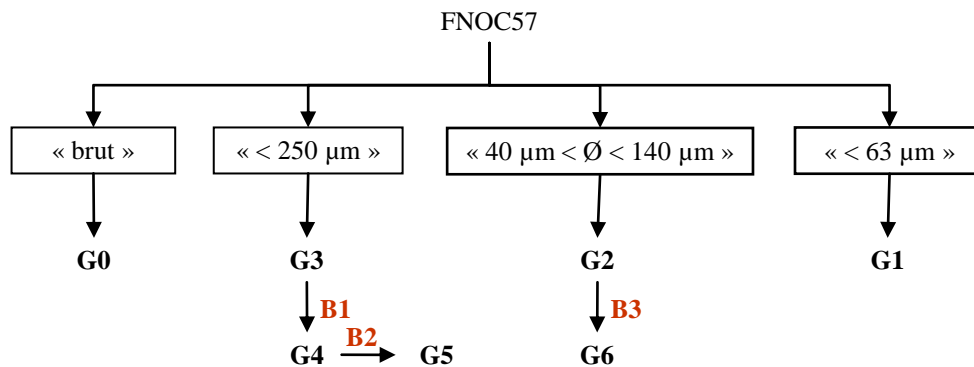 FNOC57
« brut » « < 250 µm » « 40 µm < Ø < 140 µm » « < 63 µm »
G0 G3 G2 G1
B1 B3
B2
G4 G5 G6